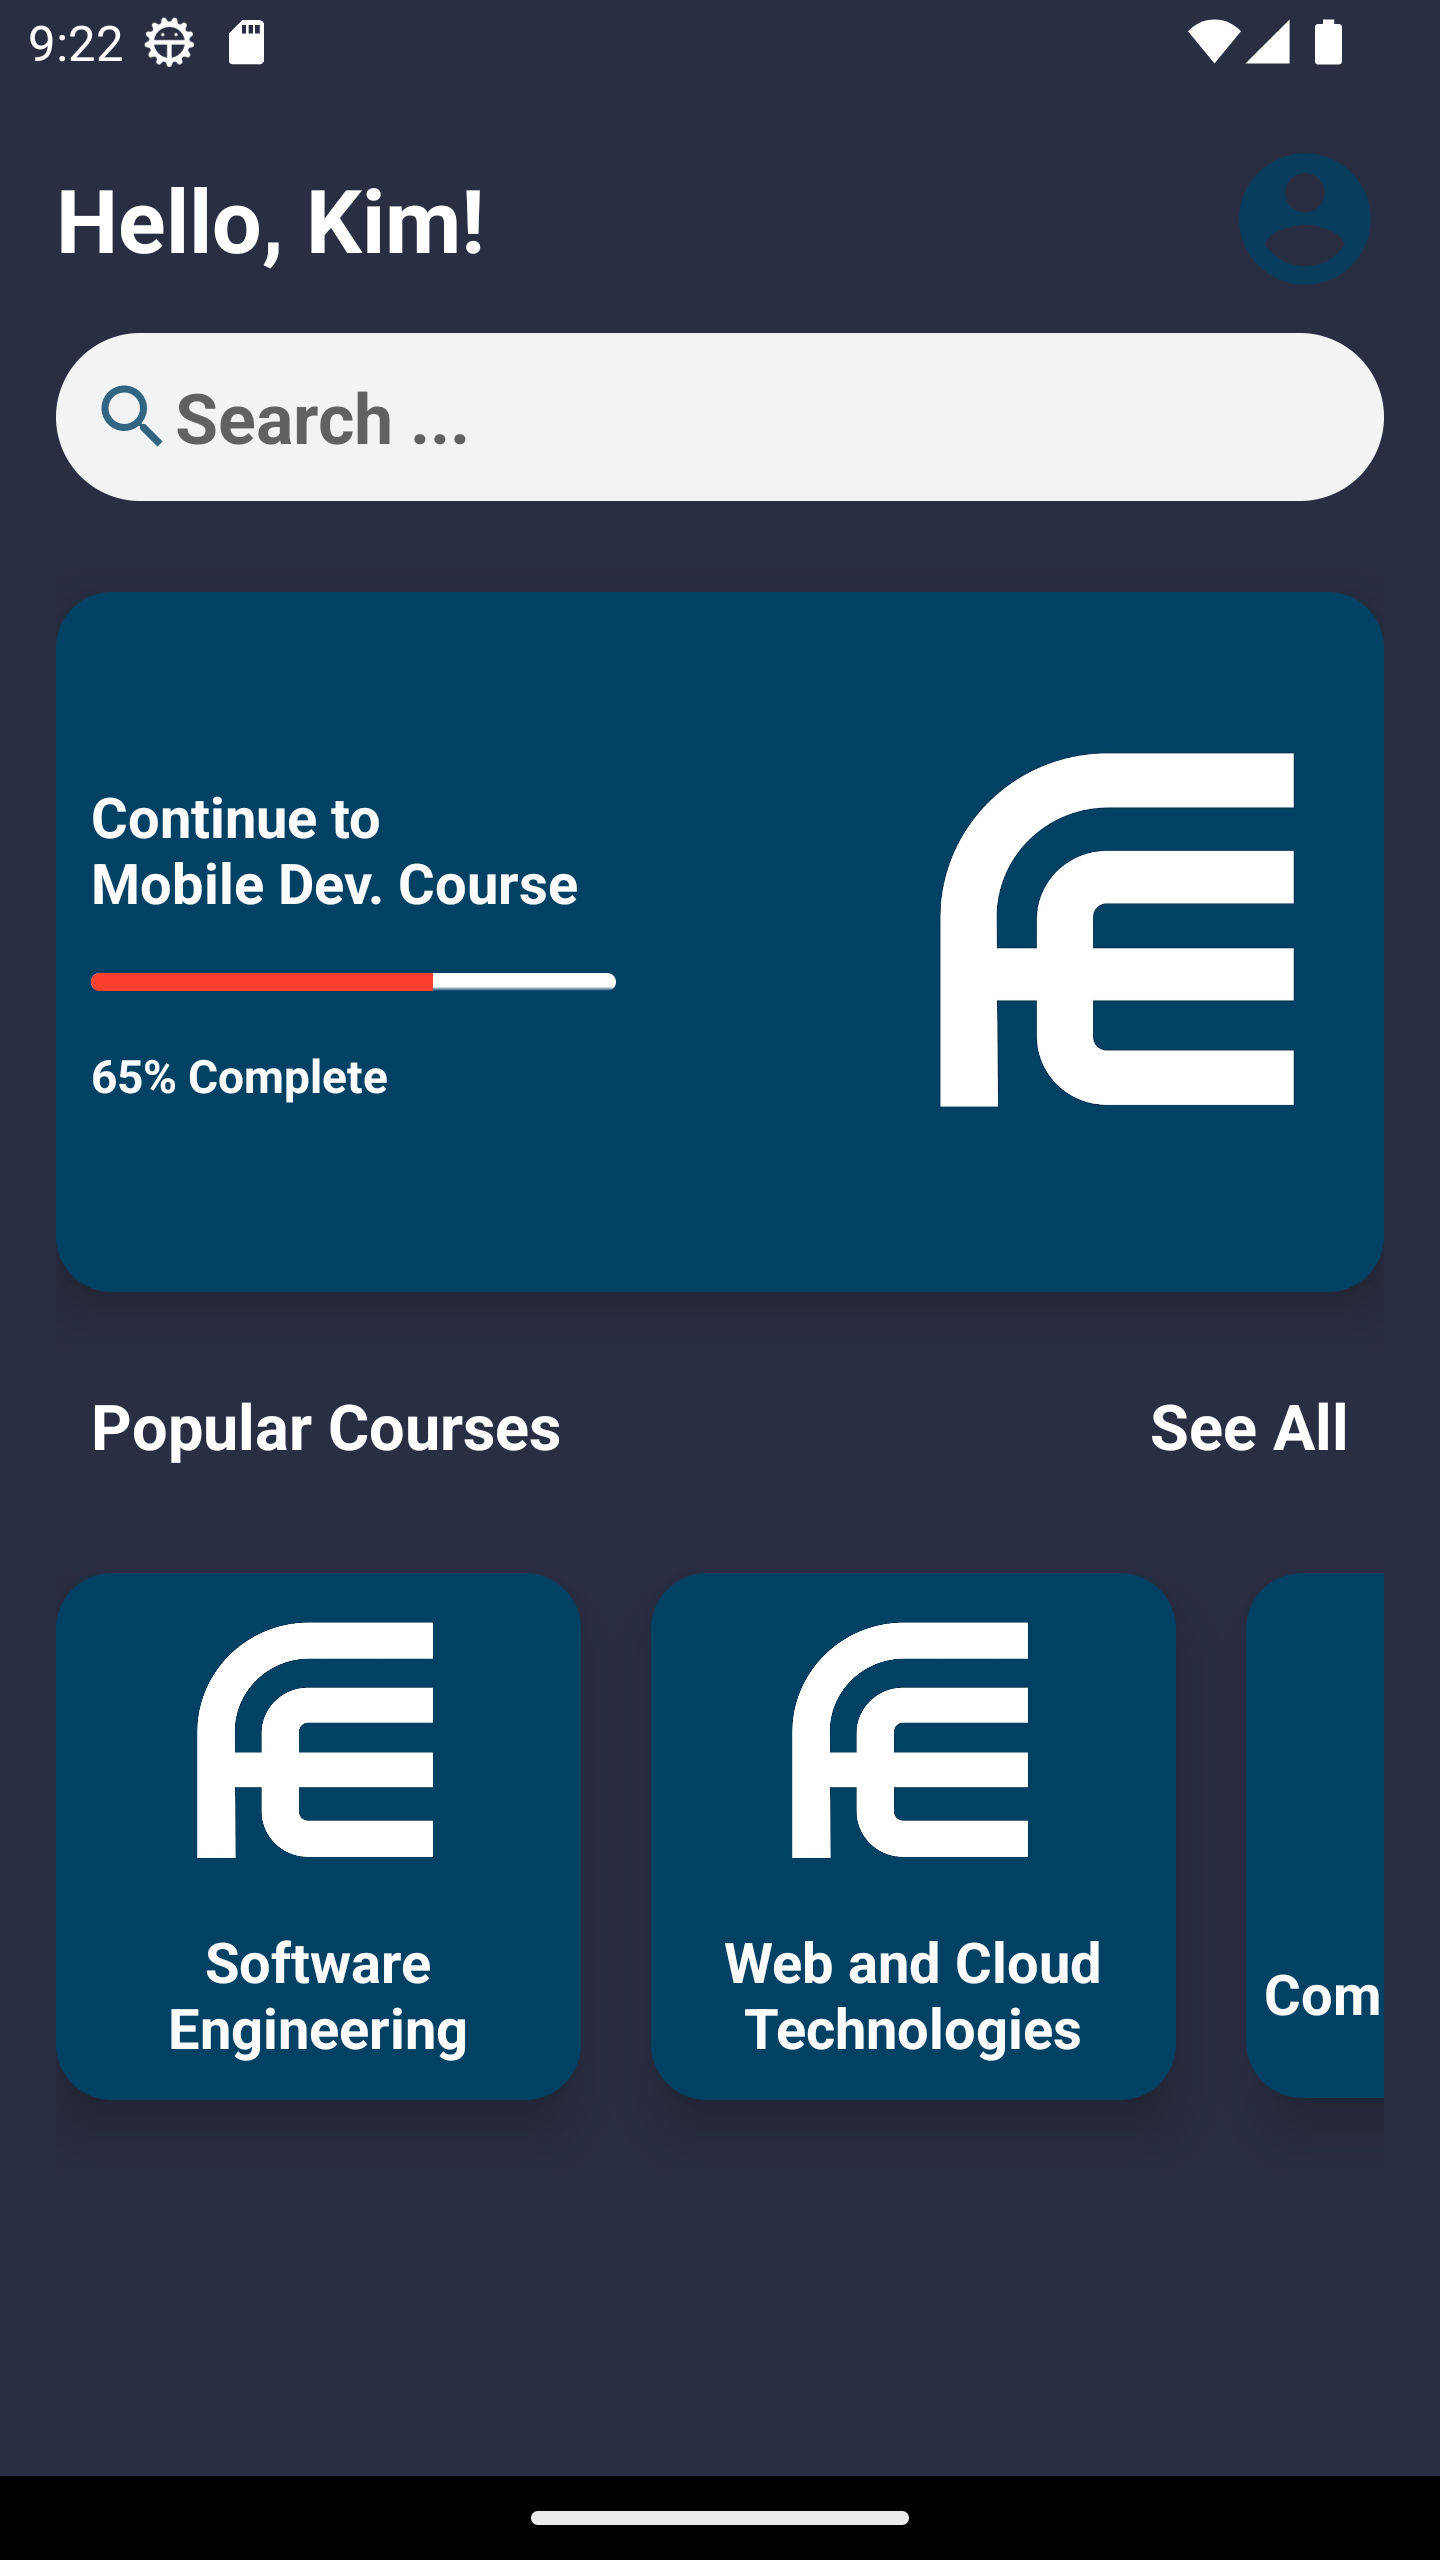 9:22
Hello, Kim!
Search ...
Continue to
Mobile Dev. Course
65% Complete
Popular Courses
See All
Software
Engineering
Web and Cloud
Technologies
Com